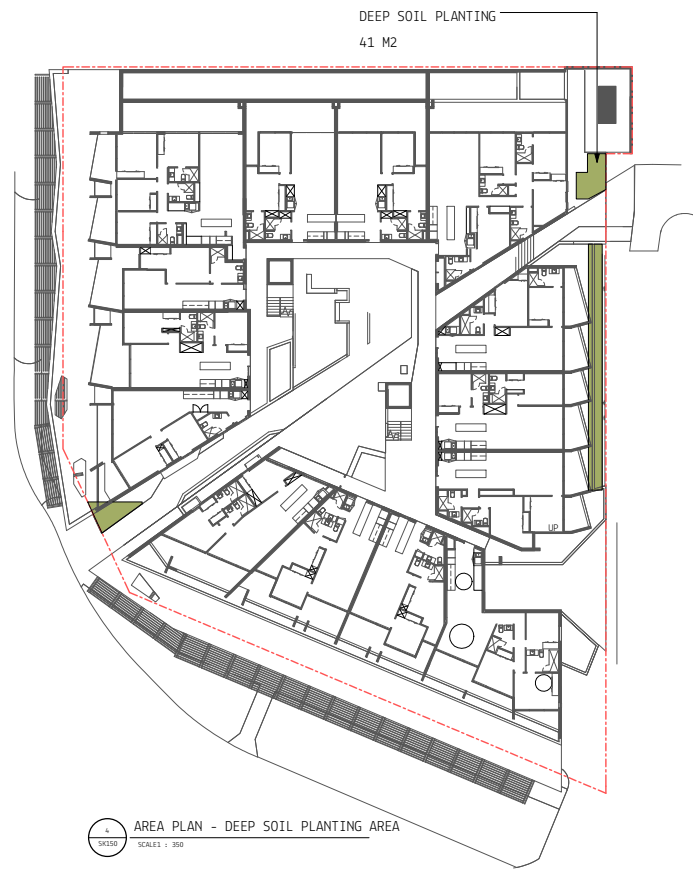 DEEP SOIL PLANTING
41 M2
UP
4
SK150
AREA PLAN - DEEP SOIL PLANTING AREA
SCALE1 : 350